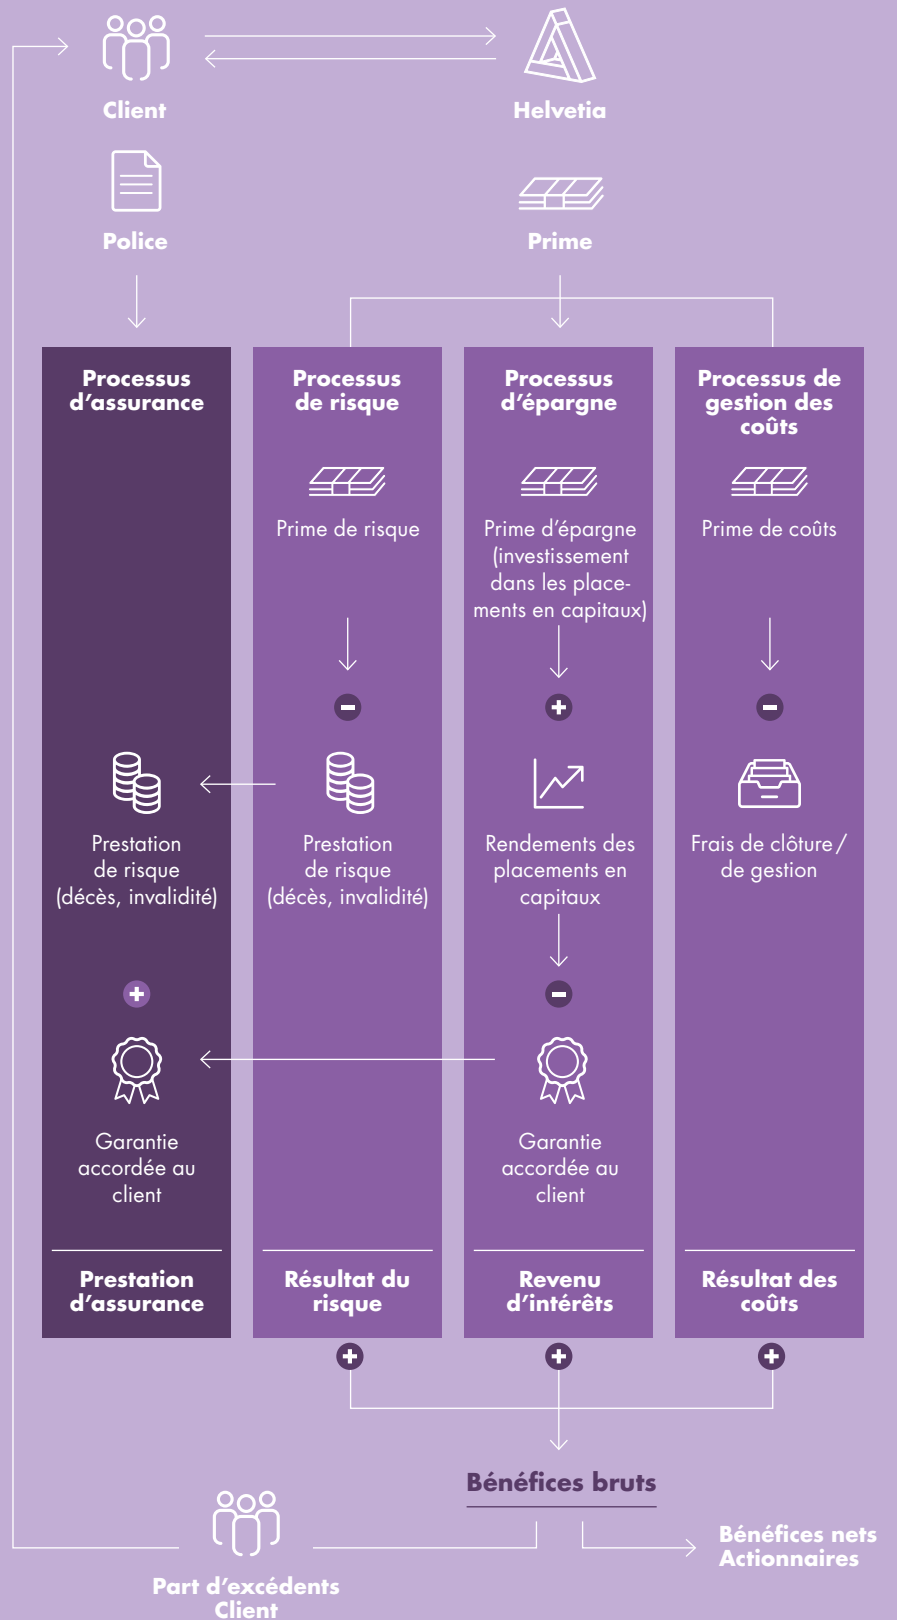 Client
Helvetia
Police
Prime
Processus
d’assurance
Processus
de risque
Processus
d’épargne
Processus de
gestion des
coûts
Prime de risque
Prime d’épargne
(investissement
dans les place-
ments en capitaux)
Prime de coûts
Prestation
de risque
(décès, invalidité)
Prestation
de risque
(décès, invalidité)
Rendements des
placements en
capitaux
Frais de clôture /
de gestion
Garantie
accordée au
client
Garantie
accordée au
client
Prestation
d’assurance
Résultat du
risque
Revenu
d’intérêts
Résultat des
coûts
Bénéfices bruts
Bénéfices nets
Actionnaires
Part d’excédents
Client